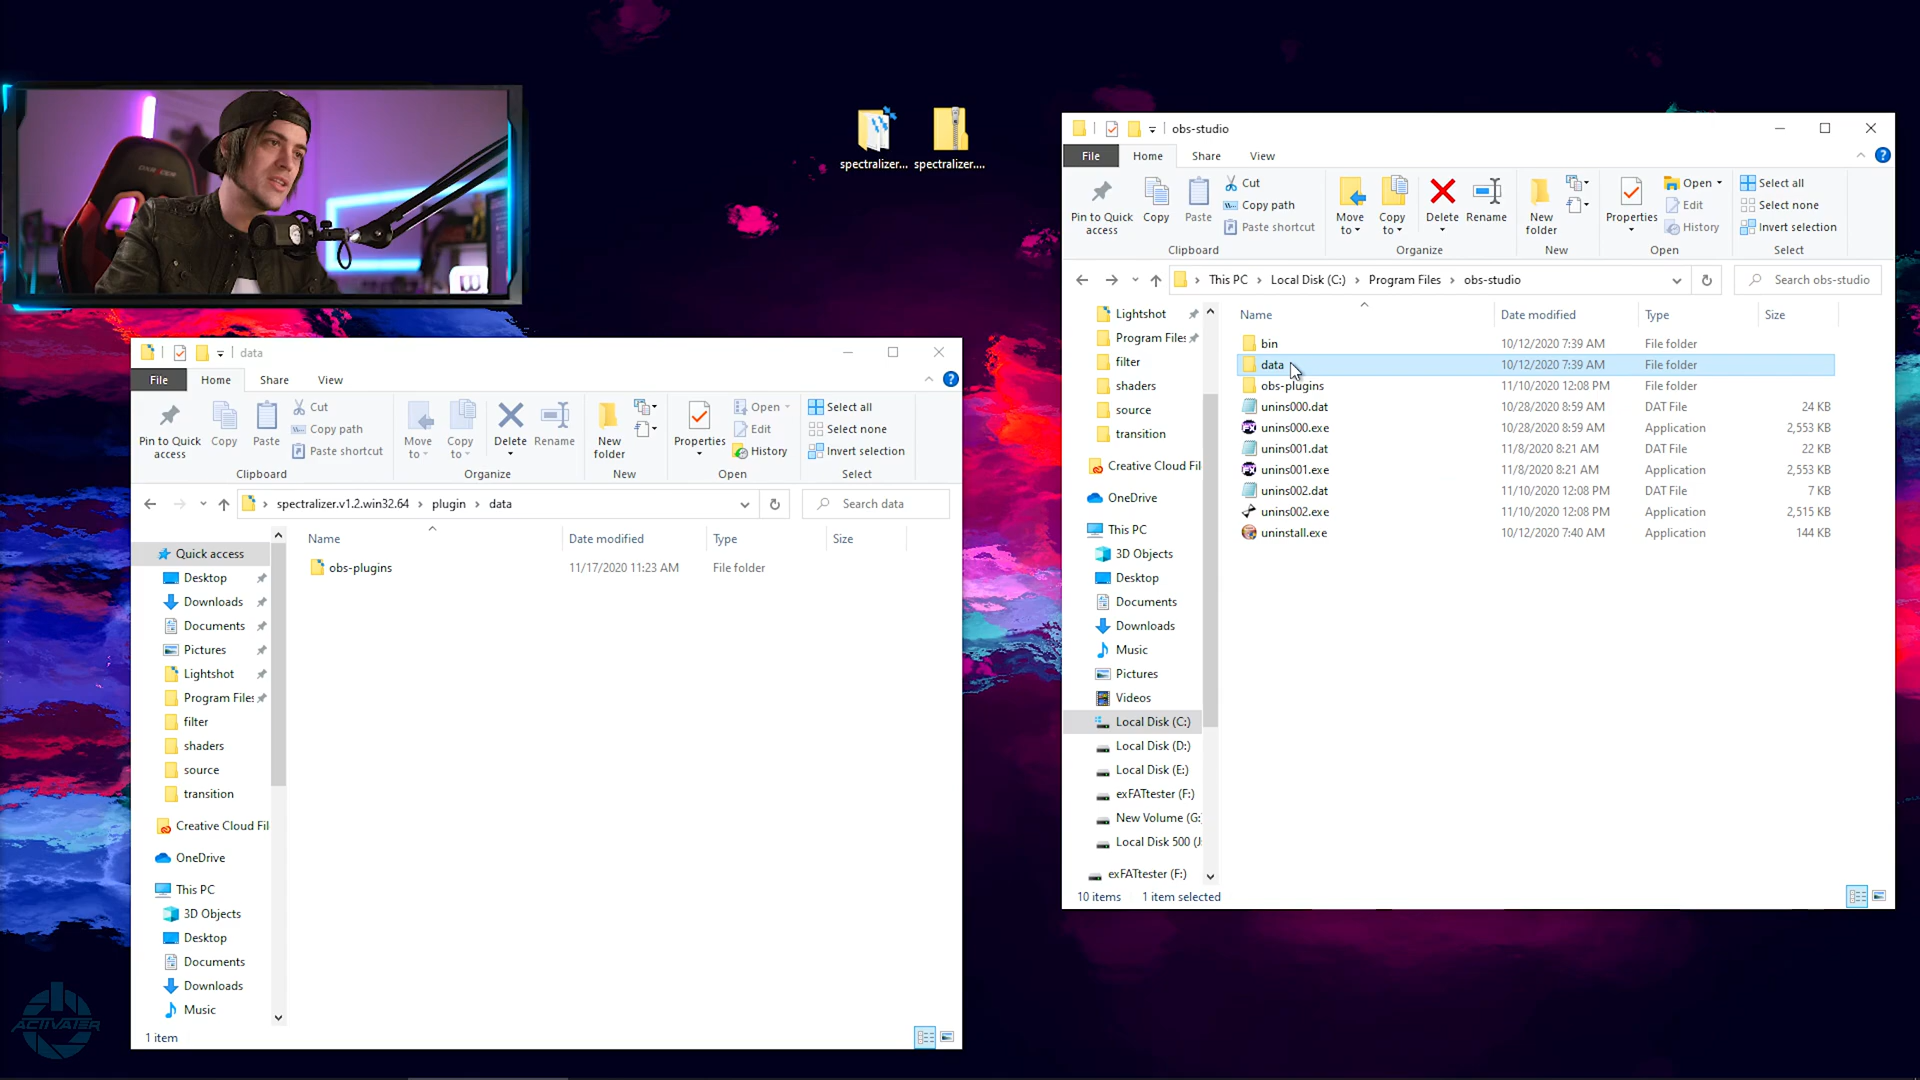 spectralizer...
spectralizer....
obs-studio
File
Home
Share
View
Pin to Quick access
Copy
Paste
Cut
Copy path
Paste shortcut
Clipboard
Move to
Copy to
Delete
Rename
Organize
New folder
New
Properties
Open
Edit
History
Open
Select all
Select none
Invert selection
Select
This PC
Local Disk (C:)
Program Files
obs-studio
Search obs-studio
Lightshot
Program Files
filter
shaders
source
transition
Creative Cloud Fil
OneDrive
This PC
3D Objects
Desktop
Documents
Downloads
Music
Pictures
Videos
Local Disk (C:)
Local Disk (D:)
Local Disk (E:)
exFATtester (F:)
New Volume (G:
Local Disk 500 (J:
exFATtester (F:)
Name Date modified Type Size
bin 10/12/2020 7:39 AM File folder
data 10/12/2020 7:39 AM File folder
obs-plugins 11/10/2020 12:08 PM File folder
unins000.dat 10/28/2020 8:59 AM DAT File 24 KB
unins000.exe 10/28/2020 8:59 AM Application 2,553 KB
unins001.dat 11/8/2020 8:21 AM DAT File 22 KB
unins001.exe 11/8/2020 8:21 AM Application 2,553 KB
unins002.dat 11/10/2020 12:08 PM DAT File 7 KB
unins002.exe 11/10/2020 12:08 PM Application 2,515 KB
uninstall.exe 10/12/2020 7:40 AM Application 144 KB
10 items 1 item selected
data
File
Home
Share
View
Pin to Quick access
Copy
Paste
Cut
Copy path
Paste shortcut
Clipboard
Move to
Copy to
Delete
Rename
Organize
New folder
New
Properties
Open
Edit
History
Open
Select all
Select none
Invert selection
Select
spectralizer.v1.2.win32.64
plugin
data
Search data
Quick access
Desktop
Downloads
Documents
Pictures
Lightshot
Program Files
filter
shaders
source
transition
Creative Cloud Fil
OneDrive
This PC
3D Objects
Desktop
Documents
Downloads
Music
Name Date modified Type Size
obs-plugins 11/17/2020 11:23 AM File folder
1 item
ACTIVATER